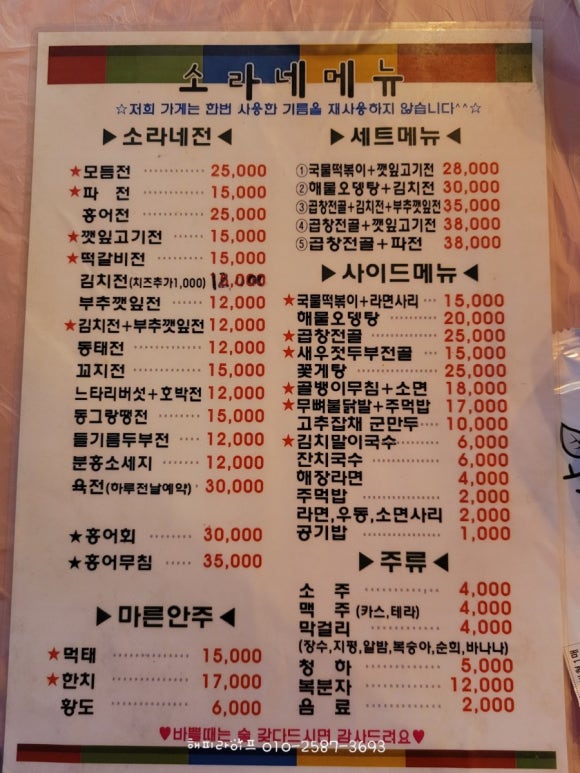 소라네메뉴
☆저희 가게는 한번 사용한 기름을 재사용하지 않습니다^^☆
▶소라네전◀
★모듬전 ············ 25,000
★파 전 ············ 15,000
홍어전 ············ 25,000
★깻잎고기전 ······ 15,000
★떡갈비전 ········ 15,000
김치전(치즈추가1,000)
부추깻잎전 ······ 12,000
★김치전+부추깻잎전 12,000
동태전 ············ 12,000
꼬지전 ············ 12,000
느타리버섯+호박전 12,000
동그랑땡전 ······· 15,000
들기름두부전 ···· 12,000
분홍소세지 ······ 12,000
육전(하루전날예약) · 30,000
★홍어회 ·········· 30,000
★홍어무침 ····· 35,000
▶마른안주◀
★먹태 ·············· 15,000
★한치 ·············· 17,000
황도 ·············· 6,000
▶세트메뉴◀
①국물떡볶이+깻잎고기전 28,000
②해물오뎅탕+김치전 30,000
③곱창전골+김치전+부추깻잎전 35,000
④곱창전골+깻잎고기전 38,000
⑤곱창전골+파전 38,000
▶사이드메뉴◀
★국물떡볶이+라면사리 ··· 15,000
해물오뎅탕 ············ 20,000
★곱창전골 ············ 25,000
★새우젓두부전골 ···· 15,000
꽃게탕 ············ 25,000
★골뱅이무침+소면 18,000
★무뼈불닭발+주먹밥 17,000
고추잡채 군만두·· 10,000
★김치말이국수········ 6,000
잔치국수 ············ 6,000
해장라면 ············ 4,000
주먹밥 ············ 2,000
라면,우동,소면사리 2,000
공기밥 ············ 1,000
▶주류◀
소 주 ············ 4,000
맥 주 (카스,테라) ····· 4,000
막걸리 ············ 4,000
(장수,지평,알밤,복숭아,순희,바나나)
청 하 ············ 5,000
복분자 ············ 12,000
음 료 ············ 2,000
♥바쁠때는 술 갖다드시면 감사드려요♥
해피라이프 010-2587-3693